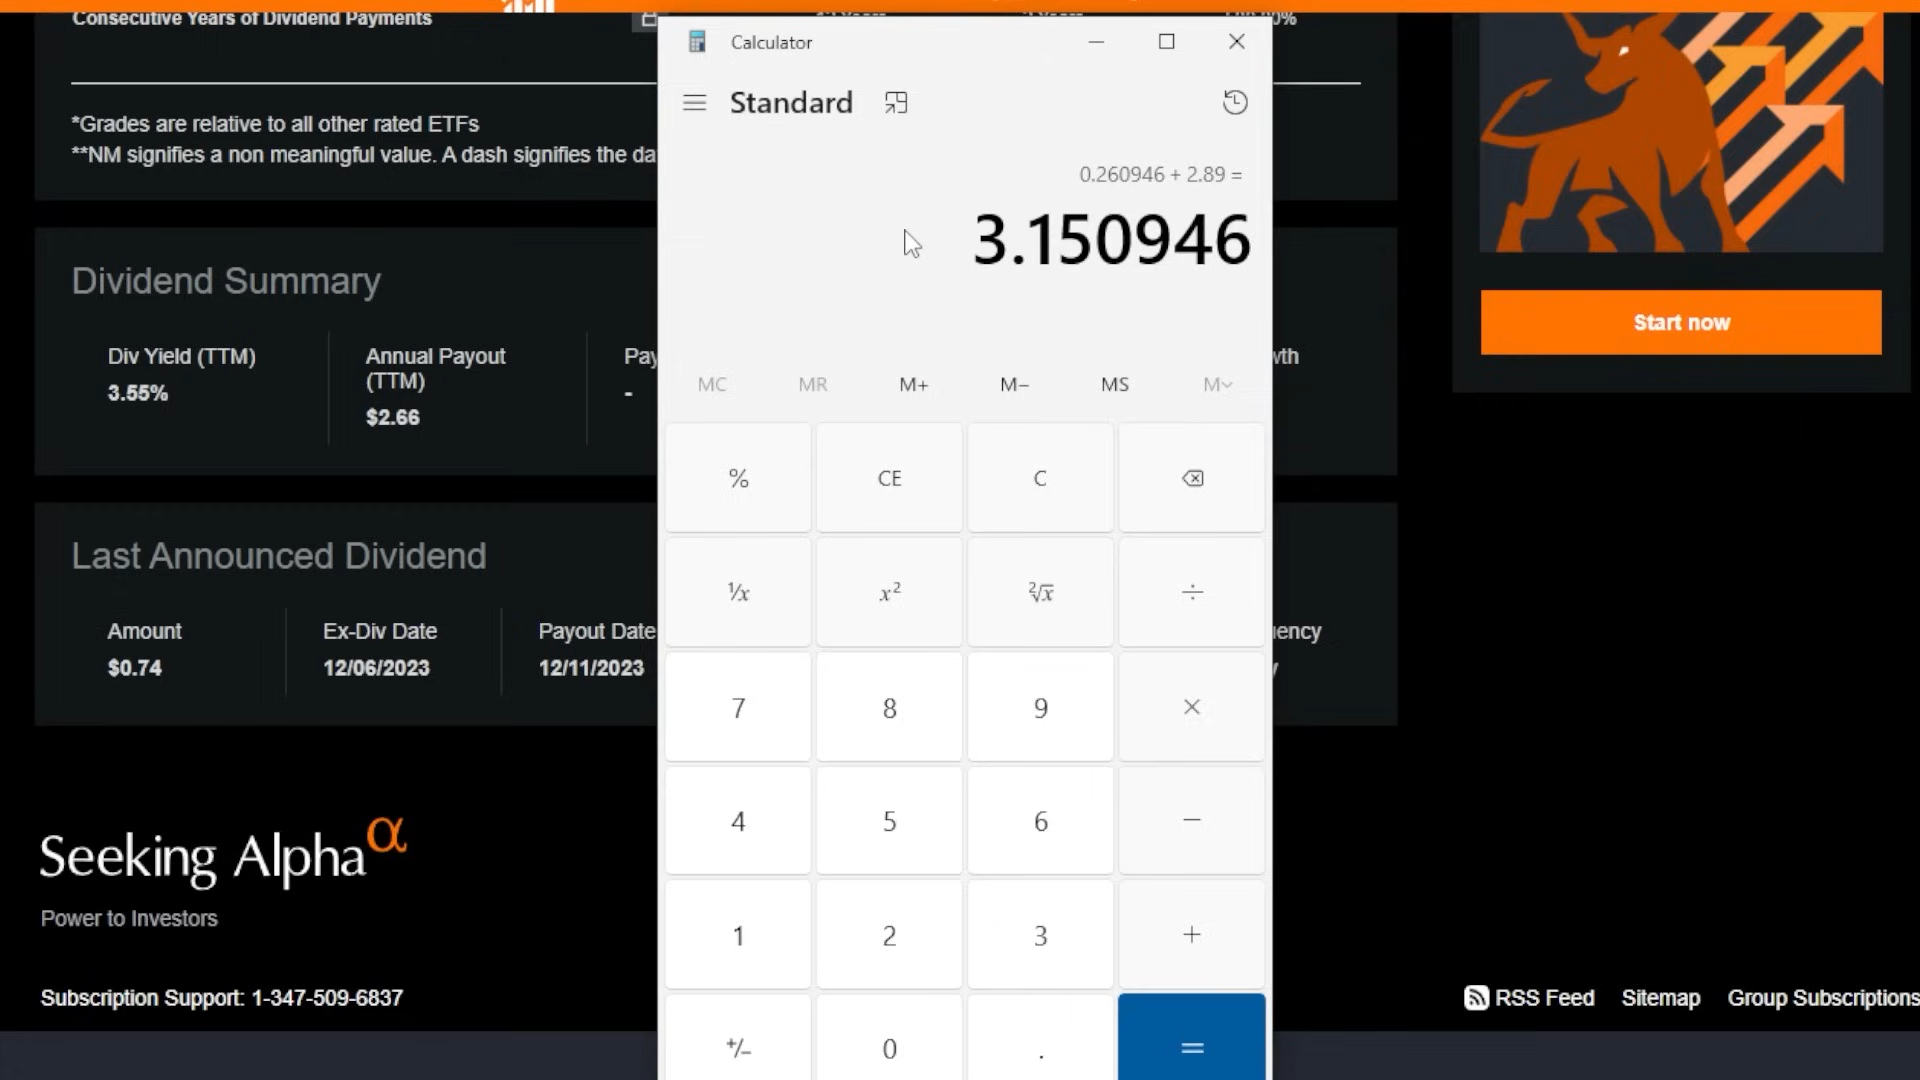 Consecutive Years of Dividend Payments
*Grades are relative to all other rated ETFs
**NM signifies a non meaningful value. A dash signifies the da
Dividend Summary
Div Yield (TTM)
3.55%
Annual Payout
(TTM)
$2.66
Pay
-
Last Announced Dividend
Amount
$0.74
Ex-Div Date
12/06/2023
Payout Date
12/11/2023
Calculator
Standard
0.260946 + 2.89 =
3.150946
MC MR M+ M− MS M
% CE C
⅟x x² ²√x ÷
7 8 9 ×
4 5 6 −
1 2 3 +
+/− 0 . =
Start now
Seeking Alpha α
Power to Investors
Subscription Support: 1-347-509-6837
RSS Feed Sitemap Group Subscriptions